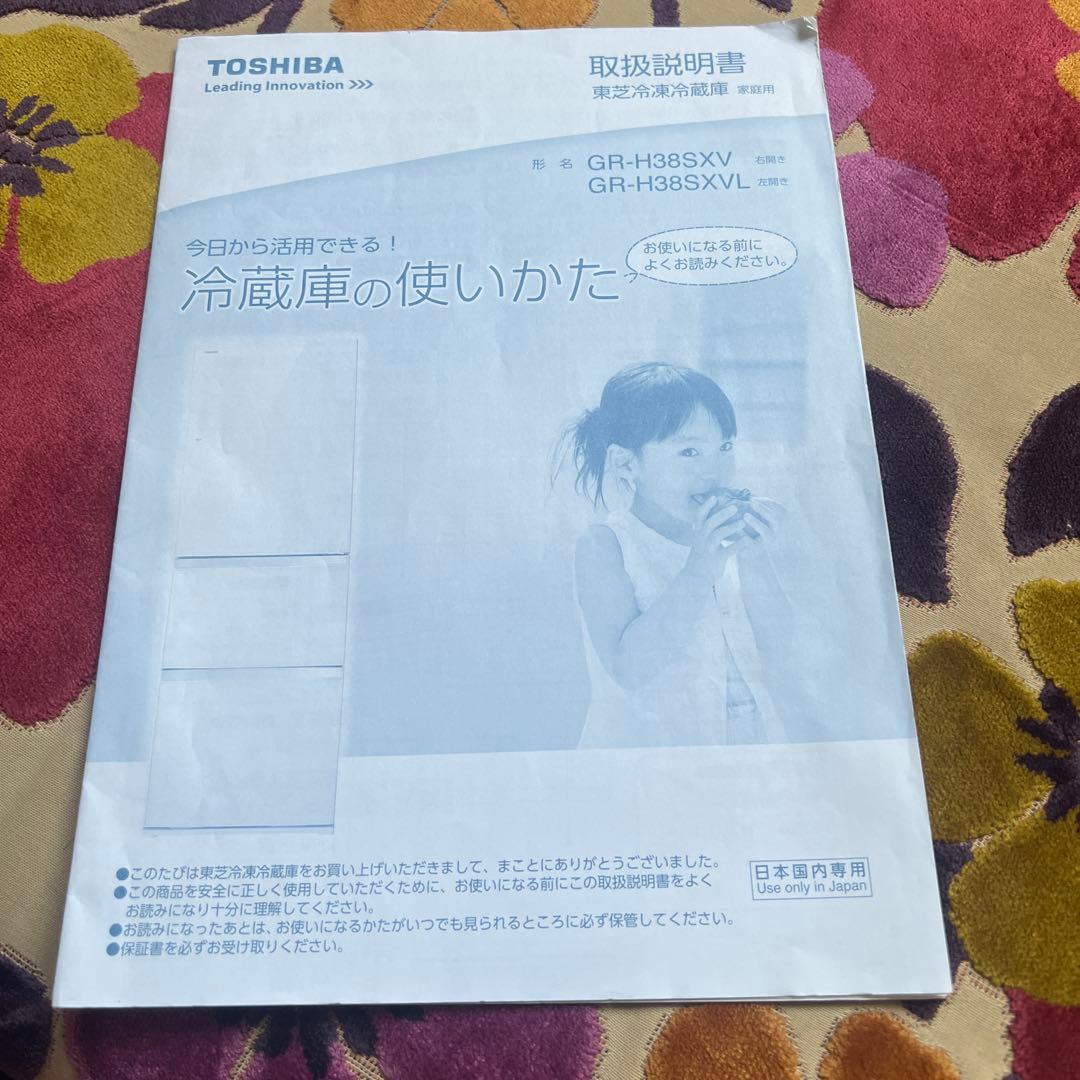 TOSHIBA
Leading Innovation >>>
取扱説明書
東芝冷凍冷蔵庫 家庭用
形 名 GR-H38SXV 右開き
GR-H38SXVL 左開き
今日から活用できる!
冷蔵庫の使いかた
お使いになる前に
よくお読みください。
●このたびは東芝冷凍冷蔵庫をお買い上げいただきまして、まことにありがとうございました。
●この商品を安全に正しく使用していただくために、お使いになる前にこの取扱説明書をよく
お読みになり十分に理解してください。
●お読みになったあとは、お使いになるかたがいつでも見られるところに必ず保管してください。
●保証書を必ずお受け取りください。
日本国内専用
Use only in Japan